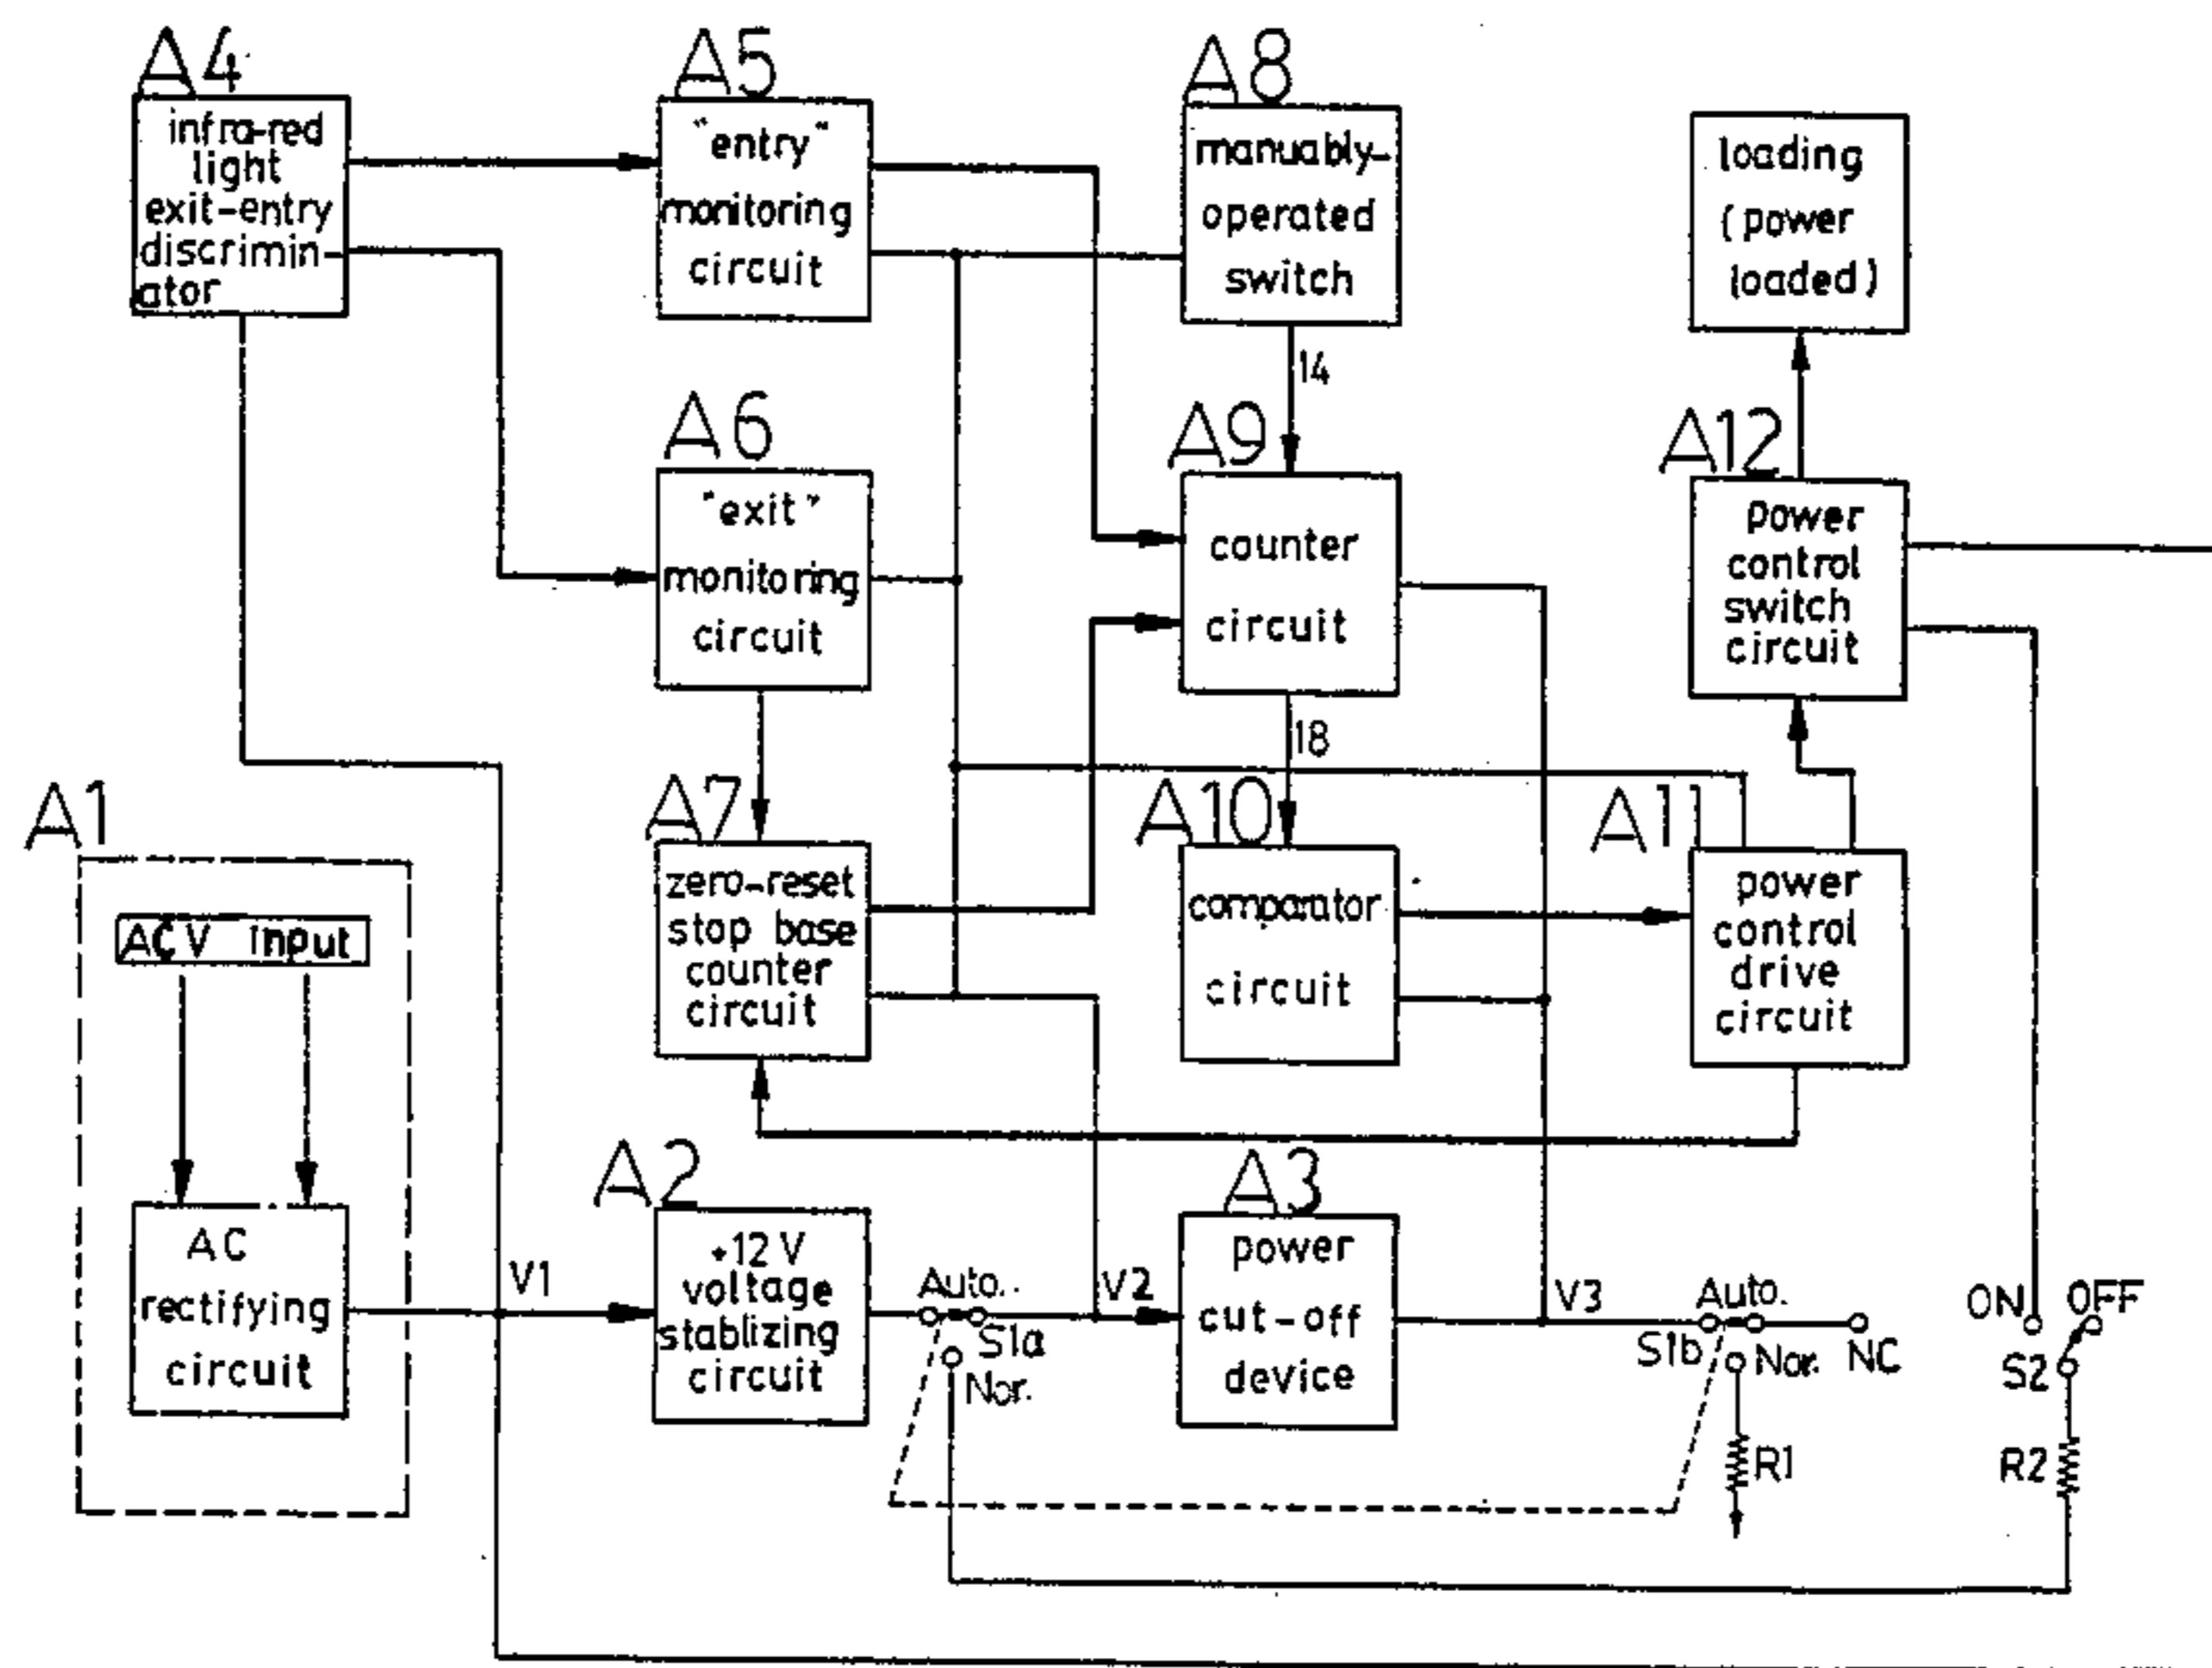 A4
infra-red
light
exit-entry
discrimin-
ator
A5
"entry"
monitoring
circuit
A8
manuably-
operated
switch
loading
(power
loaded)
14
A6
"exit"
monitoring
circuit
A9
counter
circuit
A12
power
control
switch
circuit
18
A1
ACV input
AC
rectifying
circuit
A7
zero-reset
stop base
counter
circuit
A10
comparator
circuit
A11
power
control
drive
circuit
V1
A2
+12V
voltage
stablizing
circuit
Auto.
S1a
Nor.
V2
A3
power
cut-off
device
V3
Auto.
S1b
Nor.
NC
R1
ON
OFF
S2
R2